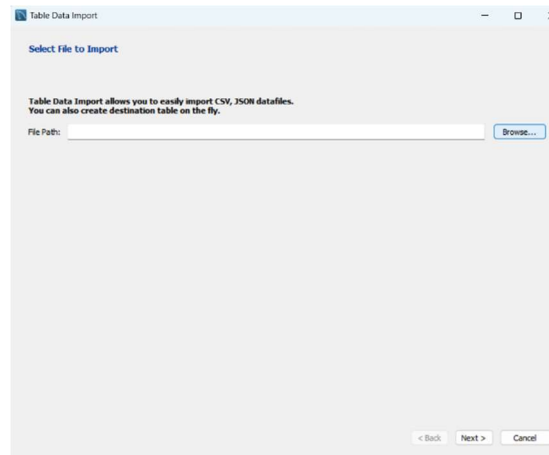 Table Data Import
Select File to Import
Table Data Import allows you to easily import CSV, JSON datafiles.
You can also create destination table on the fly.
File Path:
Browse...
< Back
Next >
Cancel